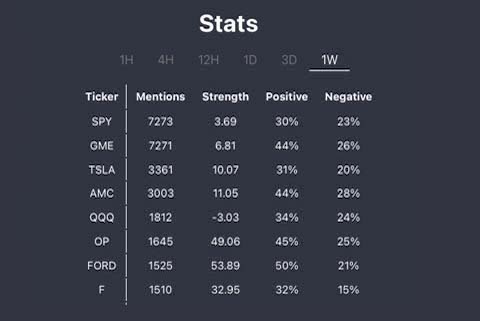 Stats
1H 4H 12H 1D 3D 1W
Ticker Mentions Strength Positive Negative
SPY 7273 3.69 30% 23%
GME 7271 6.81 44% 26%
TSLA 3361 10.07 31% 20%
AMC 3003 11.05 44% 28%
QQQ 1812 -3.03 34% 24%
OP 1645 49.06 45% 25%
FORD 1525 53.89 50% 21%
F 1510 32.95 32% 15%